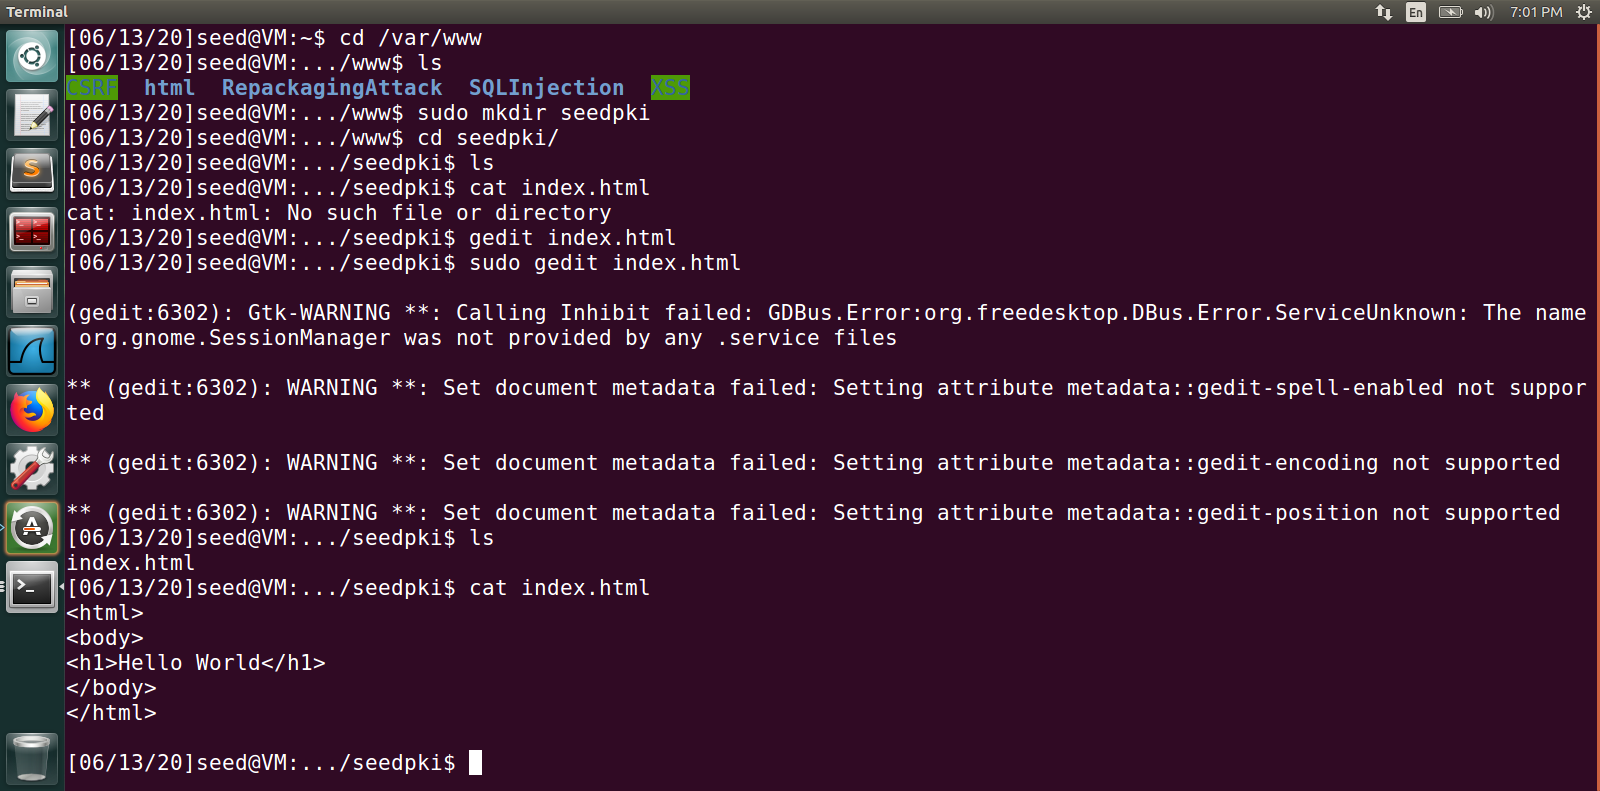 Terminal
En
7:01 PM
[06/13/20]seed@VM:~$ cd /var/www
[06/13/20]seed@VM:.../www$ ls
CSRF  html  RepackagingAttack  SQLInjection  XSS
[06/13/20]seed@VM:.../www$ sudo mkdir seedpki
[06/13/20]seed@VM:.../www$ cd seedpki/
[06/13/20]seed@VM:.../seedpki$ ls
[06/13/20]seed@VM:.../seedpki$ cat index.html
cat: index.html: No such file or directory
[06/13/20]seed@VM:.../seedpki$ gedit index.html
[06/13/20]seed@VM:.../seedpki$ sudo gedit index.html
(gedit:6302): Gtk-WARNING **: Calling Inhibit failed: GDBus.Error:org.freedesktop.DBus.Error.ServiceUnknown: The name
 org.gnome.SessionManager was not provided by any .service files
** (gedit:6302): WARNING **: Set document metadata failed: Setting attribute metadata::gedit-spell-enabled not suppor
ted
** (gedit:6302): WARNING **: Set document metadata failed: Setting attribute metadata::gedit-encoding not supported
** (gedit:6302): WARNING **: Set document metadata failed: Setting attribute metadata::gedit-position not supported
[06/13/20]seed@VM:.../seedpki$ ls
index.html
[06/13/20]seed@VM:.../seedpki$ cat index.html
<html>
<body>
<h1>Hello World</h1>
</body>
</html>
[06/13/20]seed@VM:.../seedpki$